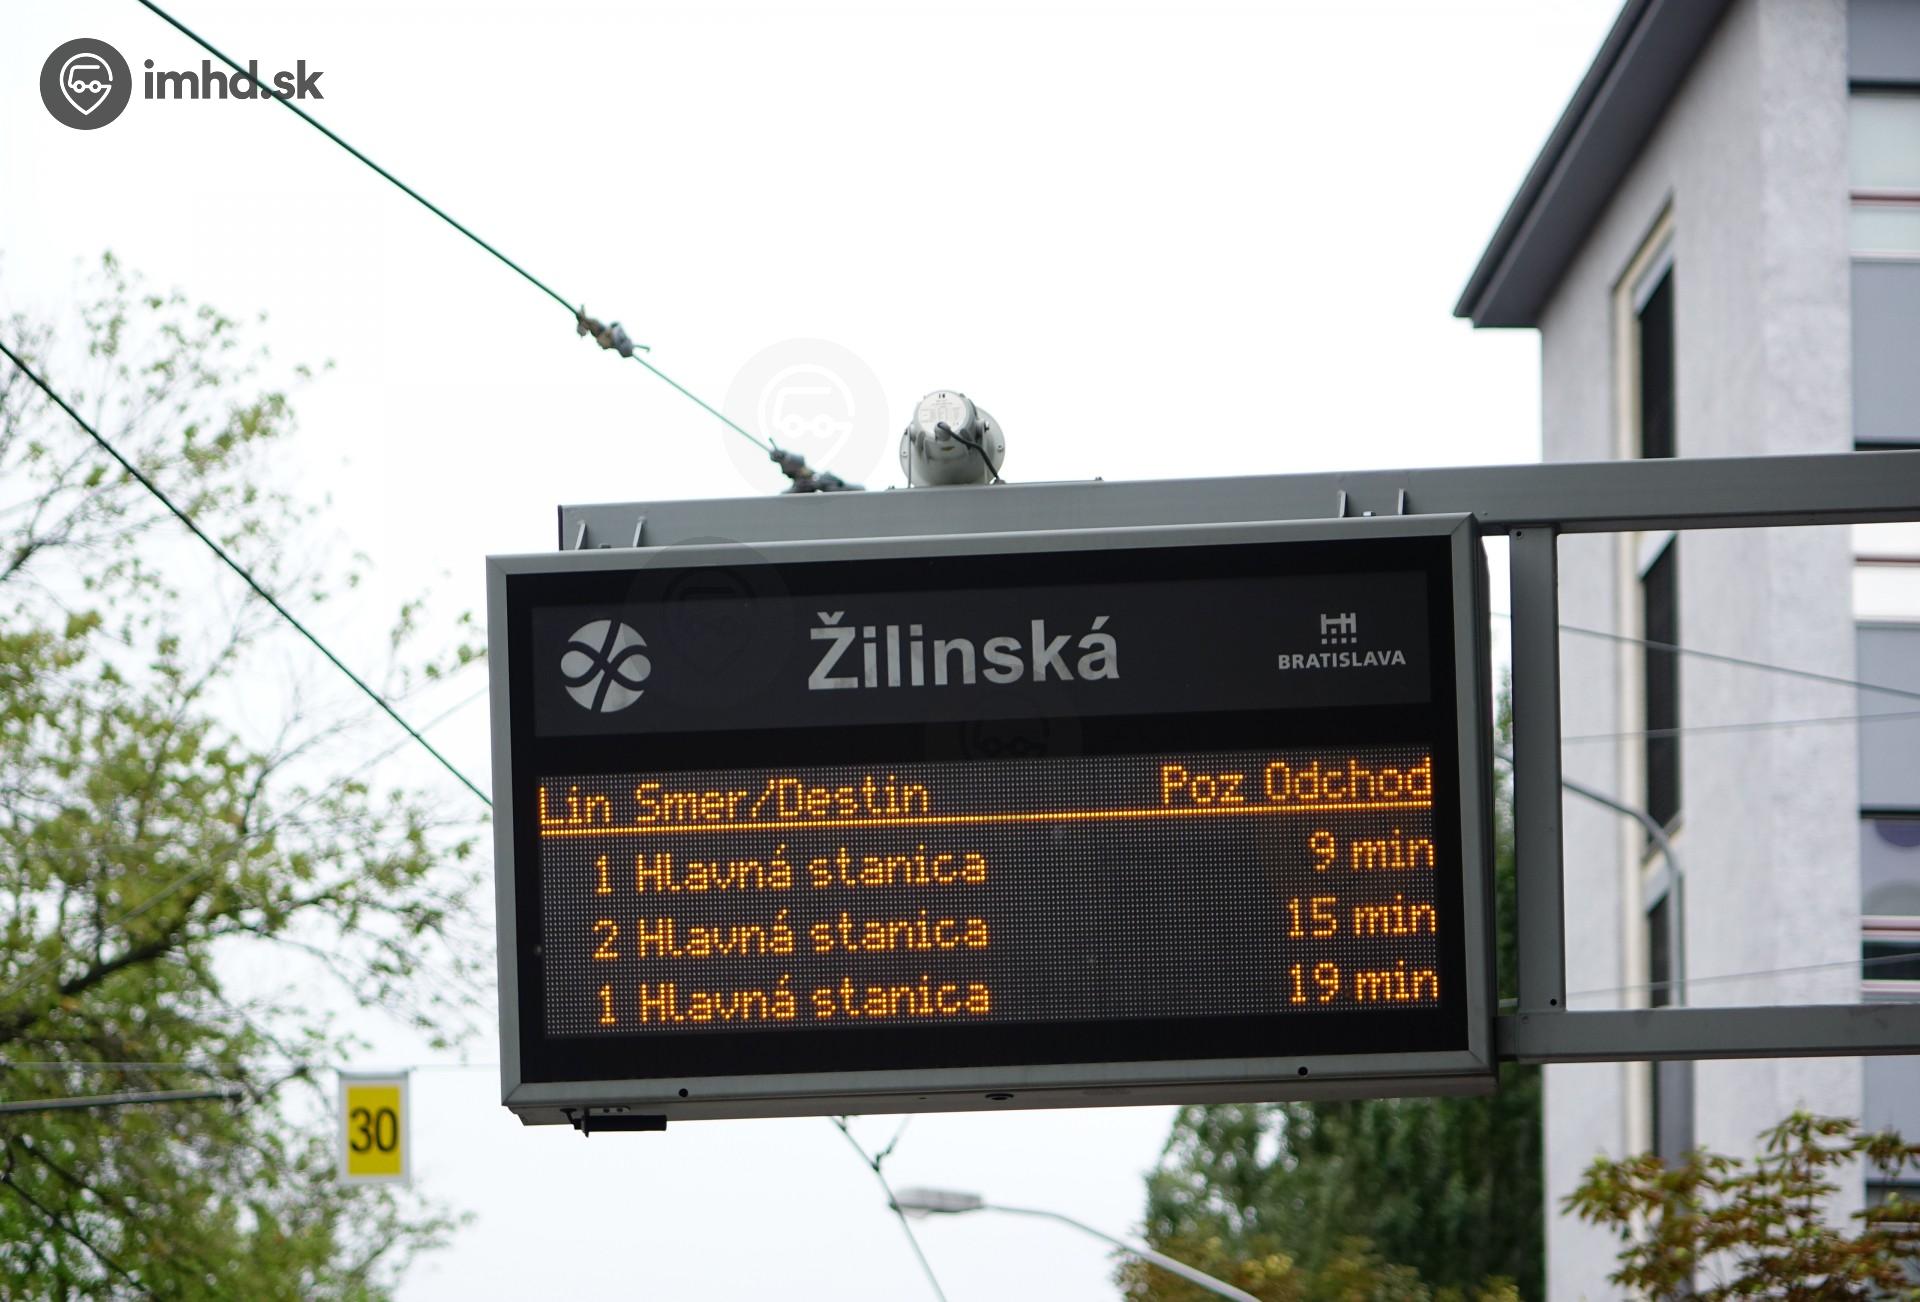 imhd.sk
Žilinská
BRATISLAVA
Lin Smer/Destin Poz Odchod
1 Hlavná stanica 9 min
2 Hlavná stanica 15 min
1 Hlavná stanica 19 min
30